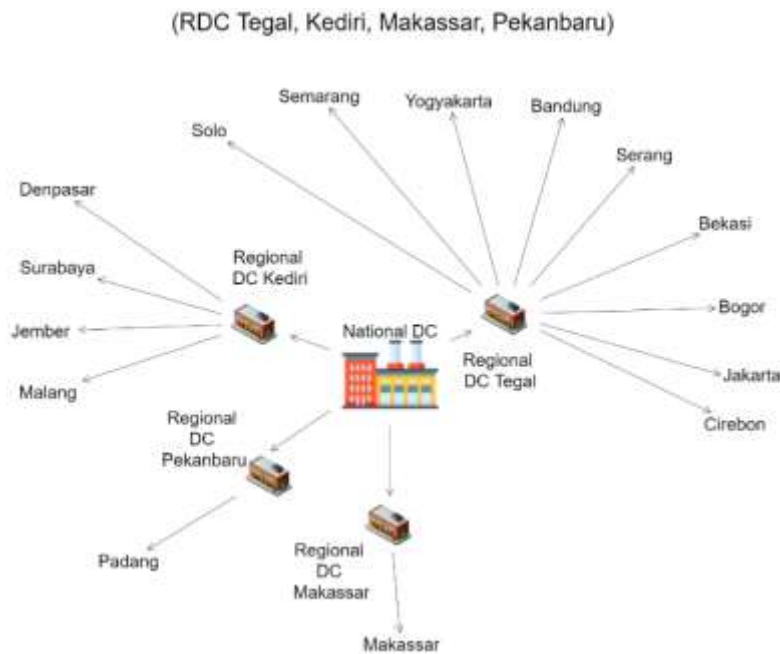 (RDC Tegal, Kediri, Makassar, Pekanbaru)
Semarang
Yogyakarta
Bandung
Solo
Serang
Denpasar
Bekasi
Regional
DC Kediri
Surabaya
Bogor
Jember
National DC
Regional
DC Tegal
Jakarta
Malang
Cirebon
Regional
DC
Pekanbaru
Padang
Regional
DC
Makassar
Makassar